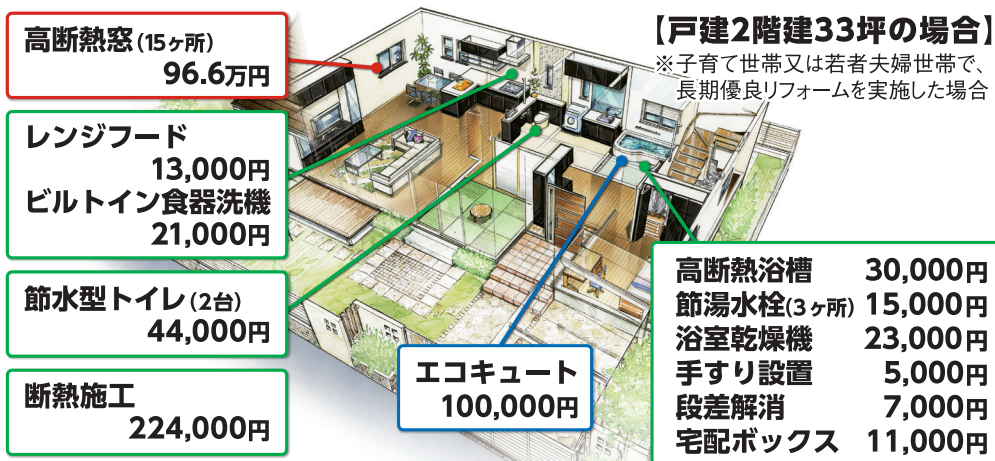 高断熱窓(15ヶ所)
96.6万円
レンジフード
13,000円
ビルトイン食器洗機
21,000円
節水型トイレ(2台)
44,000円
断熱施工
224,000円
エコキュート
100,000円
【戸建2階建33坪の場合】
※子育て世帯又は若者夫婦世帯で、
長期優良リフォームを実施した場合
高断熱浴槽 30,000円
節湯水栓(3ヶ所) 15,000円
浴室乾燥機 23,000円
手すり設置 5,000円
段差解消 7,000円
宅配ボックス 11,000円